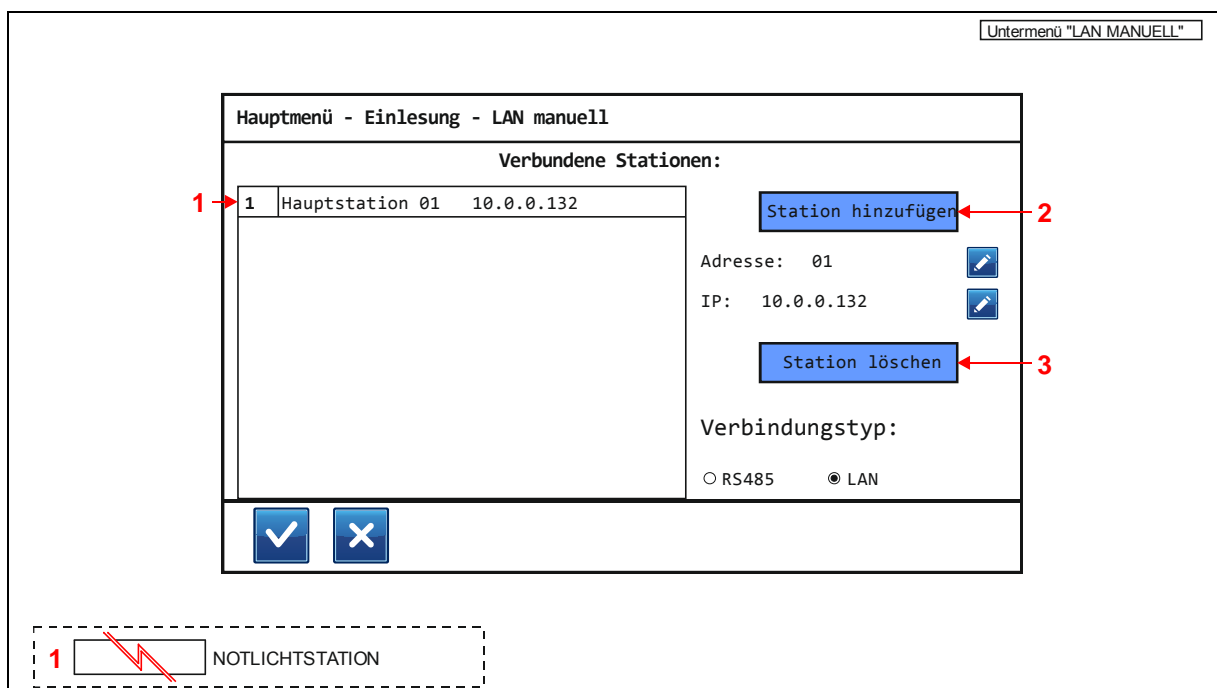 Untermenü "LAN MANUELL"
Hauptmenü - Einlesung - LAN manuell
Verbundene Stationen:
1 1 Hauptstation 01 10.0.0.132
Station hinzufügen 2
Adresse: 01
IP: 10.0.0.132
Station löschen 3
Verbindungstyp:
RS485 LAN
1 NOTLICHTSTATION